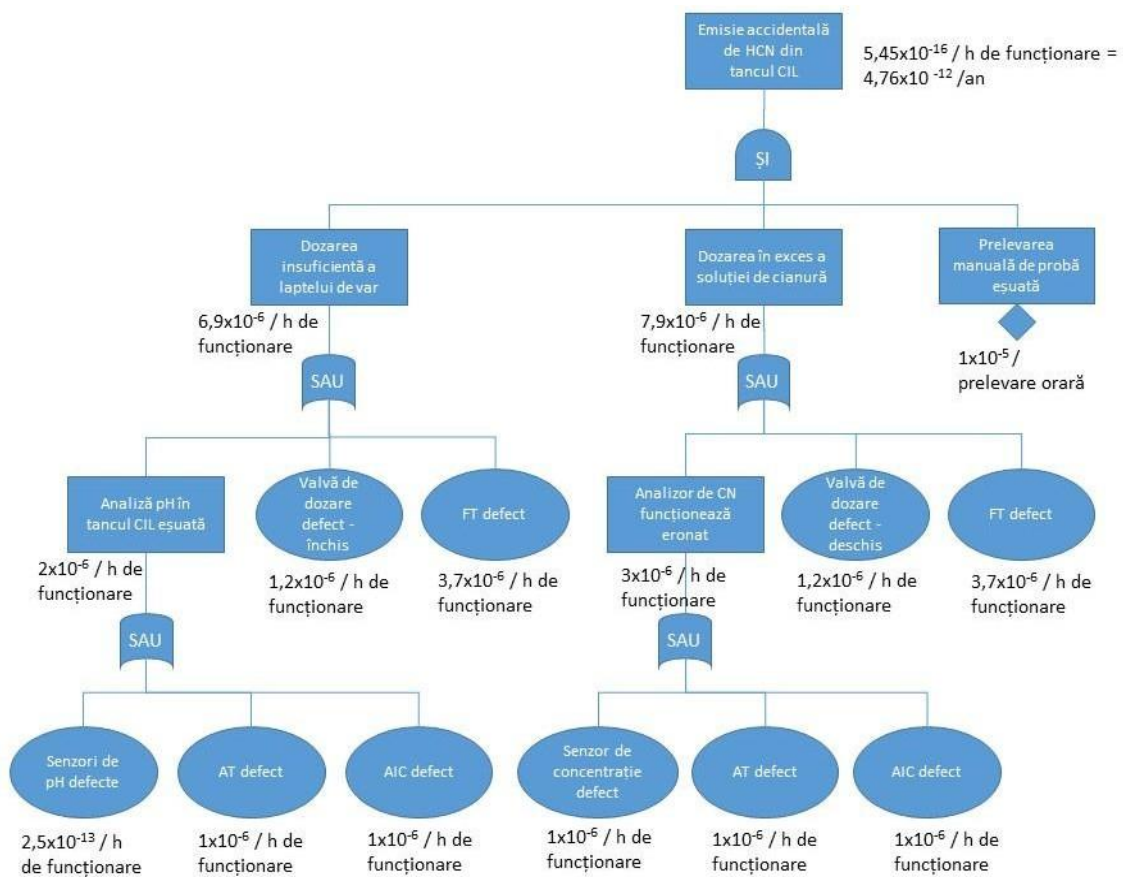 Emisie accidentală
de HCN din
tancul CIL
5,45x10⁻¹⁶ / h de funcționare =
4,76x10 ⁻¹² /an
ȘI
Dozarea
insuficientă a
laptelui de var
Dozarea în exces a
soluției de cianură
Prelevarea
manuală de probă
eșuată
6,9x10⁻⁶ / h de
funcționare
7,9x10⁻⁶ / h de
funcționare
1x10⁻⁵ /
prelevare orară
SAU
SAU
Analiză pH în
tancul CIL eșuată
Valvă de
dozare
defect -
închis
FT defect
Analizor de CN
funcționează
eronat
Valvă de
dozare
defect -
deschis
FT defect
2x10⁻⁶ / h de
funcționare
1,2x10⁻⁶ / h de
funcționare
3,7x10⁻⁶ / h de
funcționare
3x10⁻⁶ / h de
funcționare
1,2x10⁻⁶ / h de
funcționare
3,7x10⁻⁶ / h de
funcționare
SAU
SAU
Senzori de
pH defecte
AT defect
AIC defect
Senzor de
concentrație
defect
AT defect
AIC defect
2,5x10⁻¹³ / h
de funcționare
1x10⁻⁶ / h de
funcționare
1x10⁻⁶ / h de
funcționare
1x10⁻⁶ / h de
funcționare
1x10⁻⁶ / h de
funcționare
1x10⁻⁶ / h de
funcționare